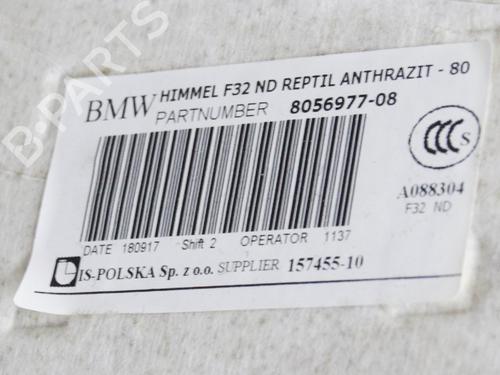 B-PARTS
BMW HIMMEL F32 ND REPTIL ANTHRAZIT - 80
PARTNUMBER 8056977-08
CCC S
A088304
F32 ND
DATE 180917 Shift 2 OPERATOR 1137
IS-POLSKA Sp. z o.o. SUPPLIER 157455-10